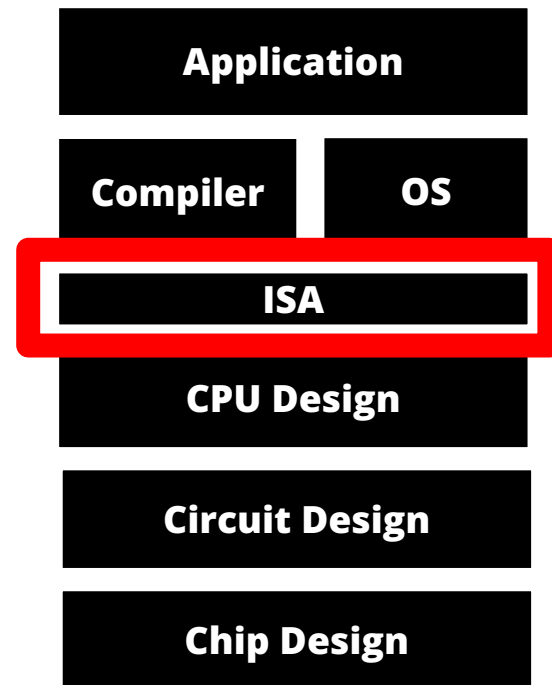 Application
Compiler OS
ISA
CPU Design
Circuit Design
Chip Design